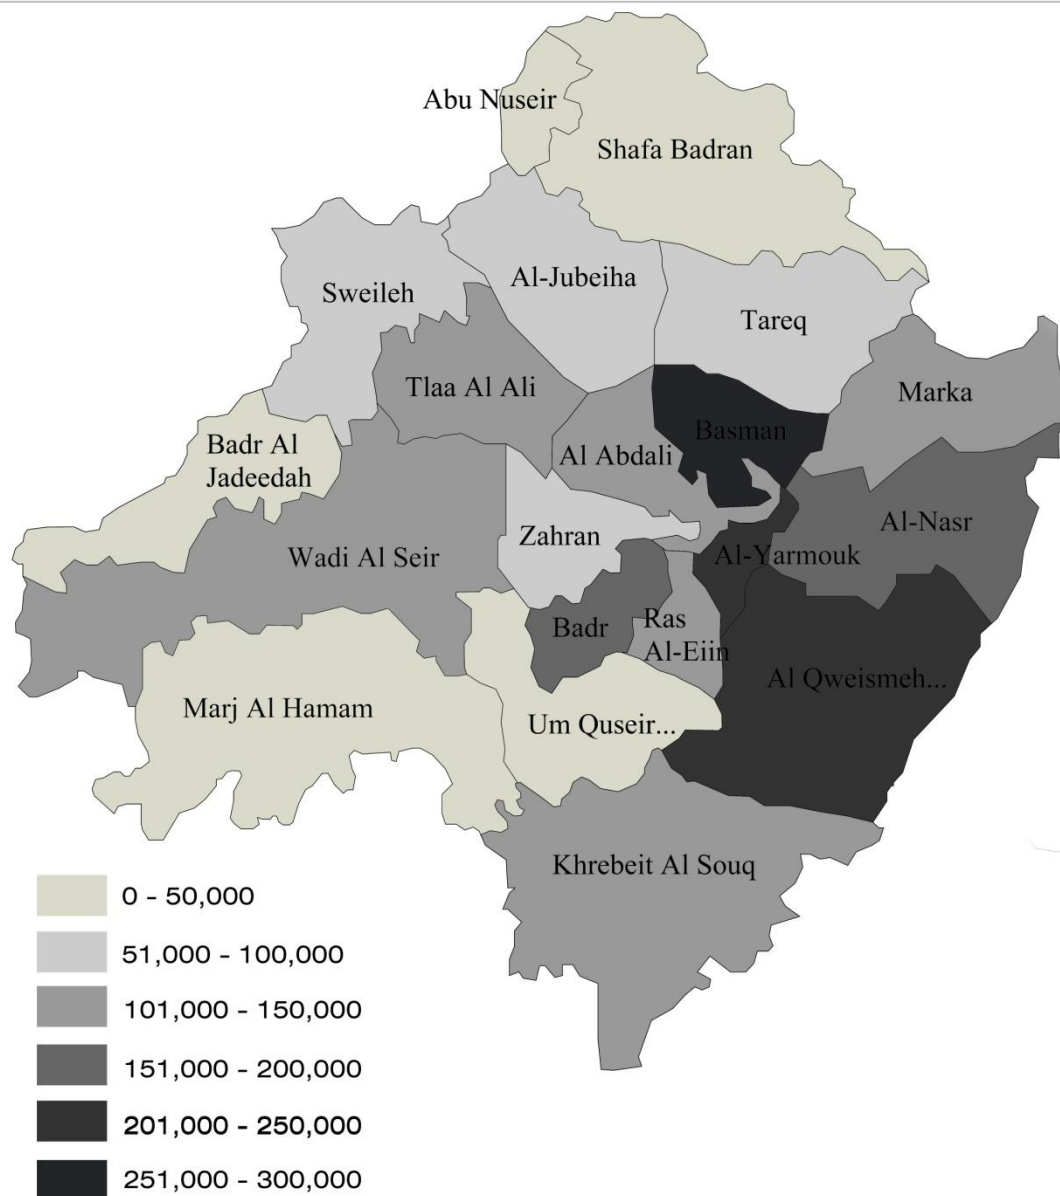 Abu Nuseir
Shafa Badran
Al-Jubeiha
Sweileh
Tareq
Tlaa Al Ali
Marka
Basman
Badr Al
Jadeedah
Al Abdali
Al-Nasr
Zahran
Wadi Al Seir
Al-Yarmouk
Badr
Ras
Al-Eiin
Al Qweismeh...
Marj Al Hamam
Um Quseir...
Khrebeit Al Souq
0 - 50,000
51,000 - 100,000
101,000 - 150,000
151,000 - 200,000
201,000 - 250,000
251,000 - 300,000